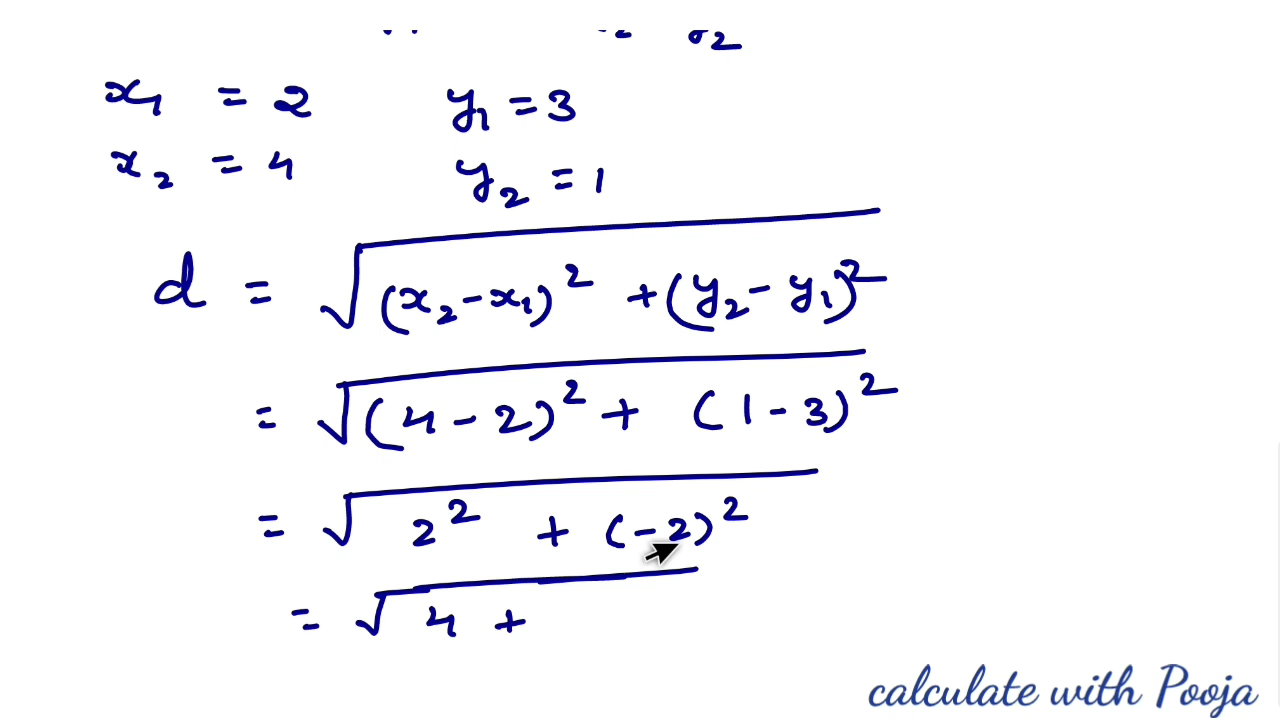 x₁ = 2 y₁ = 3
x₂ = 4 y₂ = 1
d = √(x₂ - x₁)² + (y₂ - y₁)²
= √(4 - 2)² + (1 - 3)²
= √2² + (-2)²
= √4 +
calculate with Pooja